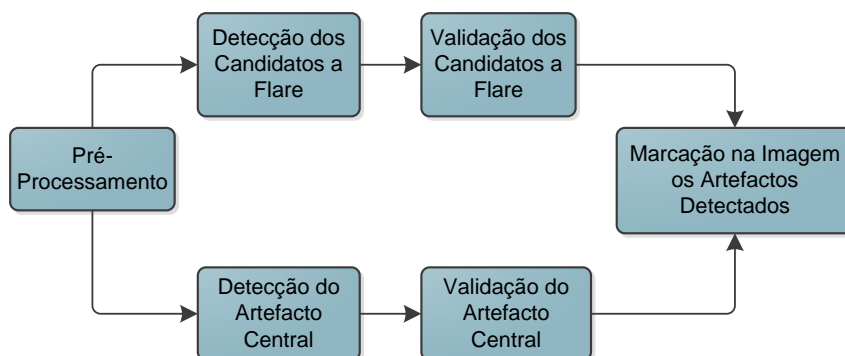 Detecção dos
Candidatos a
Flare
Validação dos
Candidatos a
Flare
Pré-
Processamento
Marcação na Imagem
os Artefactos
Detectados
Detecção do
Artefacto
Central
Validação do
Artefacto
Central